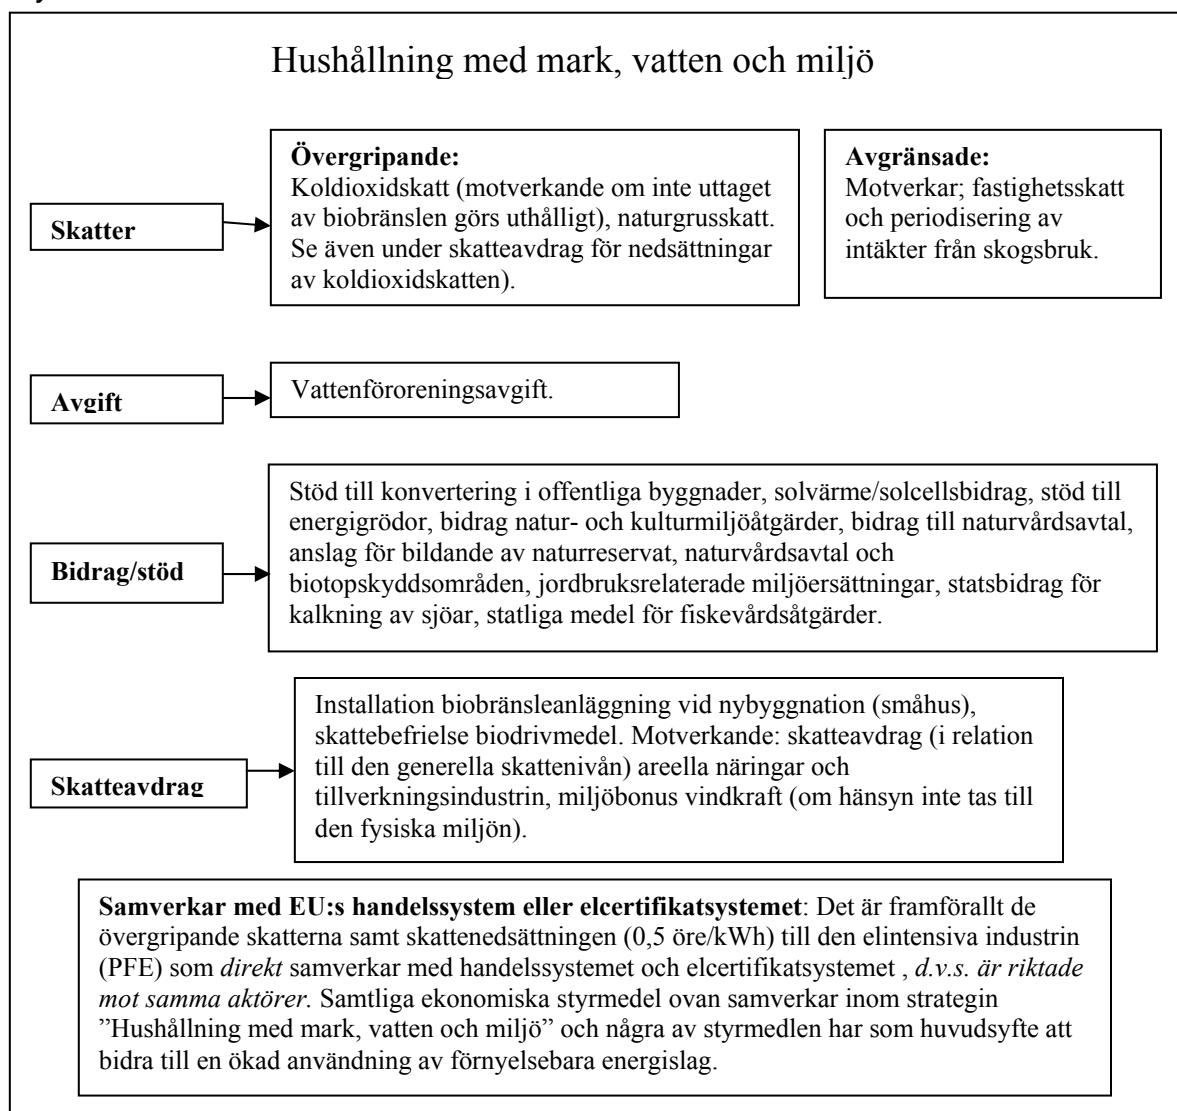 Hushållning med mark, vatten och miljö
Skatter
Övergripande:
Koldioxidskatt (motverkande om inte uttaget
av biobränslen görs uthålligt), naturgrusskatt.
Se även under skatteavdrag för nedsättningar
av koldioxidskatten).
Avgränsade:
Motverkar; fastighetsskatt
och periodisering av
intäkter från skogsbruk.
Avgift
Vattenföroreningsavgift.
Bidrag/stöd
Stöd till konvertering i offentliga byggnader, solvärme/solcellsbidrag, stöd till
energigrödor, bidrag natur- och kulturmiljöåtgärder, bidrag till naturvårdsavtal,
anslag för bildande av naturreservat, naturvårdsavtal och
biotopskyddsområden, jordbruksrelaterade miljöersättningar, statsbidrag för
kalkning av sjöar, statliga medel för fiskevårdsåtgärder.
Skatteavdrag
Installation biobränsleanläggning vid nybyggnation (småhus),
skattebefrielse biodrivmedel. Motverkande: skatteavdrag (i relation
till den generella skattenivån) areella näringar och
tillverkningsindustrin, miljöbonus vindkraft (om hänsyn inte tas till
den fysiska miljön).
Samverkar med EU:s handelssystem eller elcertifikatsystemet: Det är framförallt de
övergripande skatterna samt skattenedsättningen (0,5 öre/kWh) till den elintensiva industrin
(PFE) som direkt samverkar med handelssystemet och elcertifikatsystemet , d.v.s. är riktade
mot samma aktörer. Samtliga ekonomiska styrmedel ovan samverkar inom strategin
”Hushållning med mark, vatten och miljö” och några av styrmedlen har som huvudsyfte att
bidra till en ökad användning av förnyelsebara energislag.